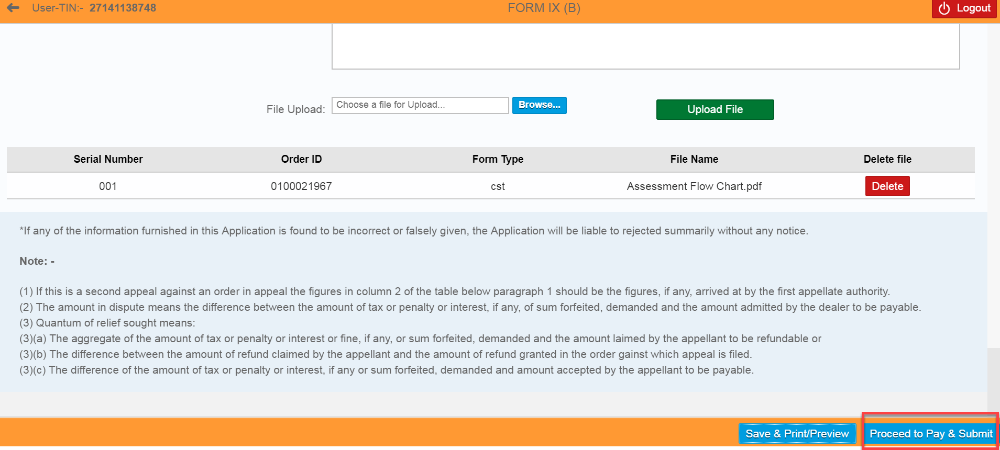 User-TIN:- 27141138748
FORM IX (B)
Logout
File Upload:
Choose a file for Upload...
Browse...
Upload File
Serial Number Order ID Form Type File Name Delete file
001 0100021967 cst Assessment Flow Chart.pdf Delete
*If any of the information furnished in this Application is found to be incorrect or falsely given, the Application will be liable to rejected summarily without any notice.
Note: -
(1) If this is a second appeal against an order in appeal the figures in column 2 of the table below paragraph 1 should be the figures, if any, arrived at by the first appellate authority.
(2) The amount in dispute means the difference between the amount of tax or penalty or interest, if any, of sum forfeited, demanded and the amount admitted by the dealer to be payable.
(3) Quantum of relief sought means:
(3)(a) The aggregate of the amount of tax or penalty or interest or fine, if any, or sum forfeited, demanded and the amount laimed by the appellant to be refundable or
(3)(b) The difference between the amount of refund claimed by the appellant and the amount of refund granted in the order gainst which appeal is filed.
(3)(c) The difference of the amount of tax or penalty or interest, if any or sum forfeited, demanded and amount accepted by the appellant to be payable.
Save & Print/Preview
Proceed to Pay & Submit